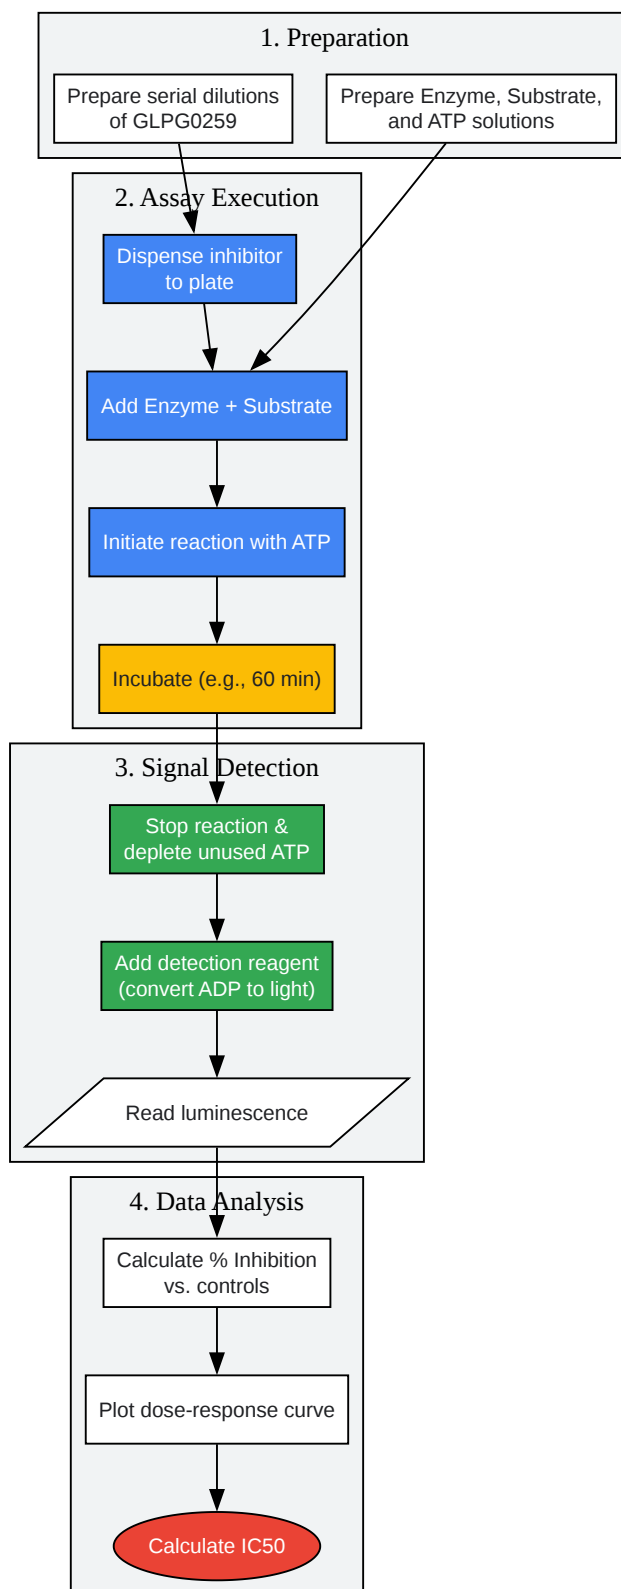 1. Preparation
Prepare serial dilutions
of GLPG0259
Prepare Enzyme, Substrate,
and ATP solutions
2. Assay Execution
Dispense inhibitor
to plate
Add Enzyme + Substrate
Initiate reaction with ATP
Incubate (e.g., 60 min)
3. Signal Detection
Stop reaction &
deplete unused ATP
Add detection reagent
(convert ADP to light)
Read luminescence
4. Data Analysis
Calculate % Inhibition
vs. controls
Plot dose-response curve
Calculate IC50